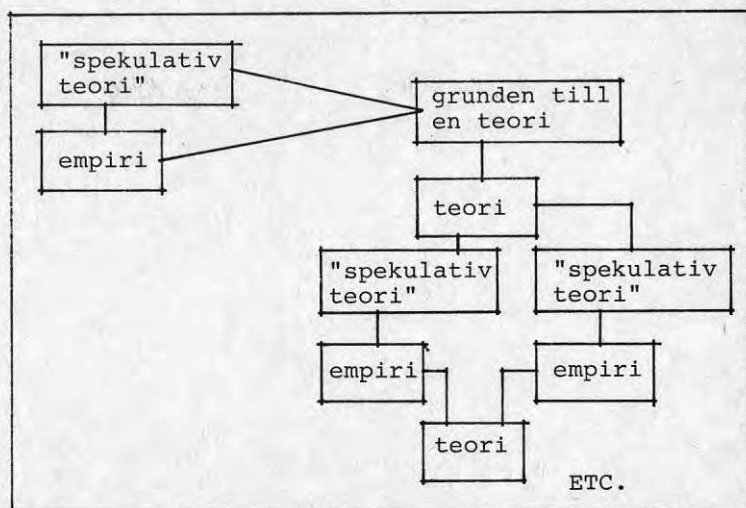 "spekulativ
teori"
empiri
grunden till
en teori
teori
"spekulativ
teori"
"spekulativ
teori"
empiri
empiri
teori
ETC.